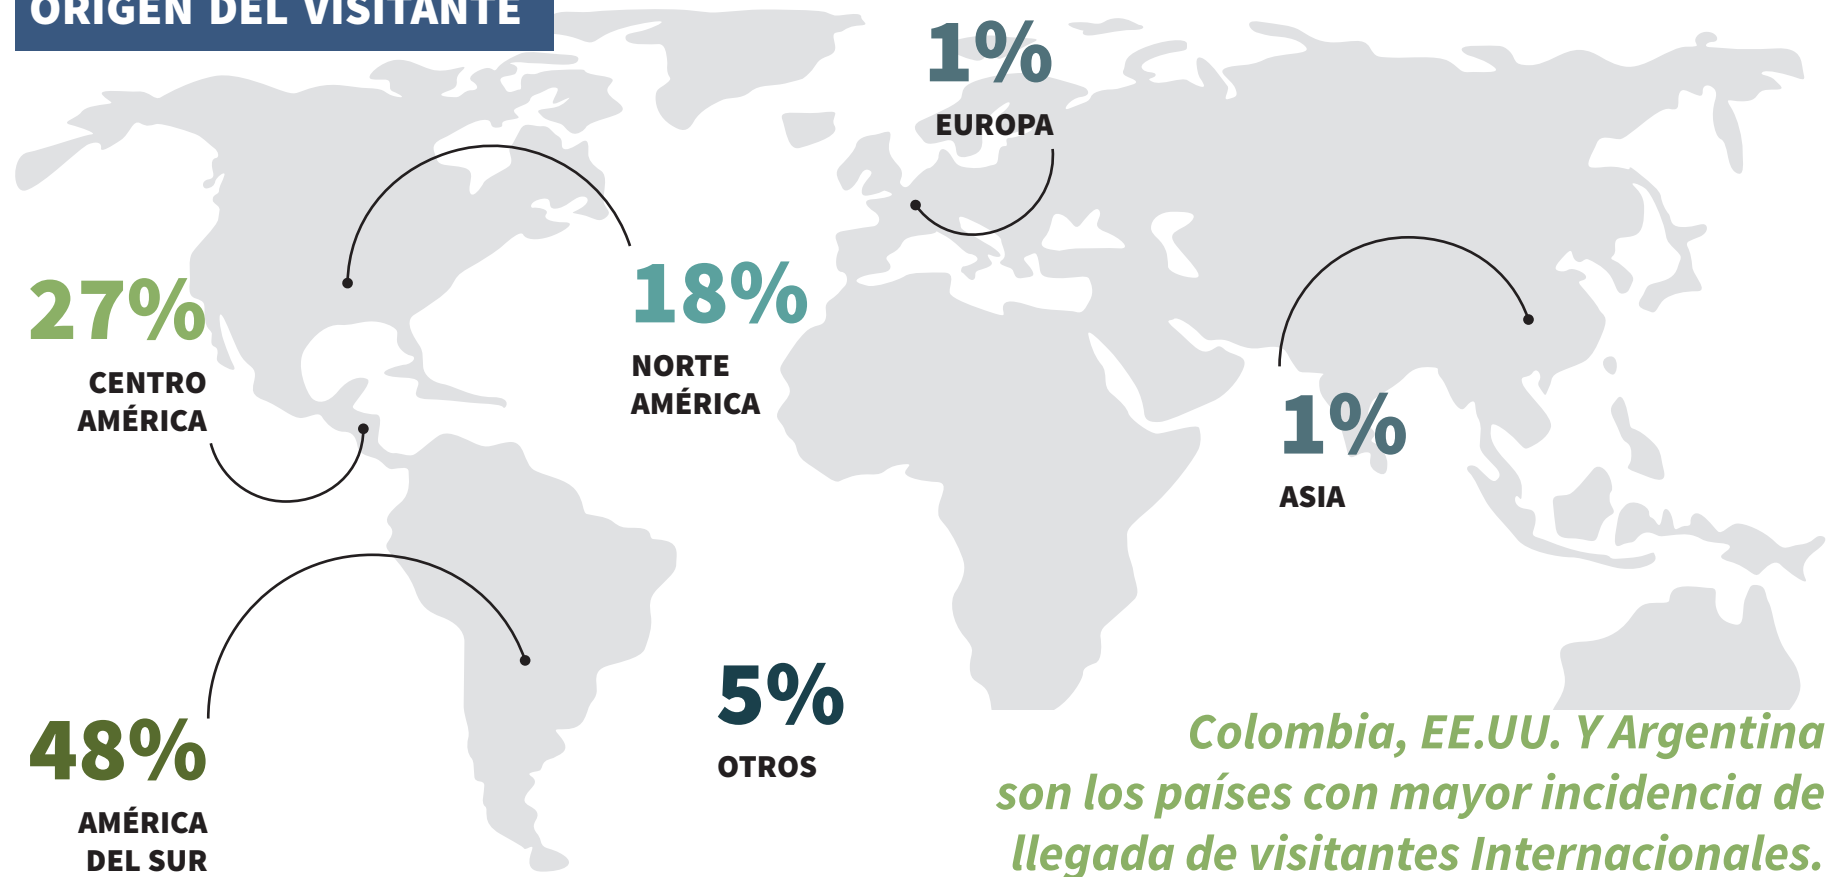 ORIGEN DEL VISITANTE
1%
EUROPA
27%
CENTRO
AMÉRICA
18%
NORTE
AMÉRICA
1%
ASIA
48%
AMÉRICA
DEL SUR
5%
OTROS
Colombia, EE.UU. Y Argentina
son los países con mayor incidencia de
llegada de visitantes Internacionales.